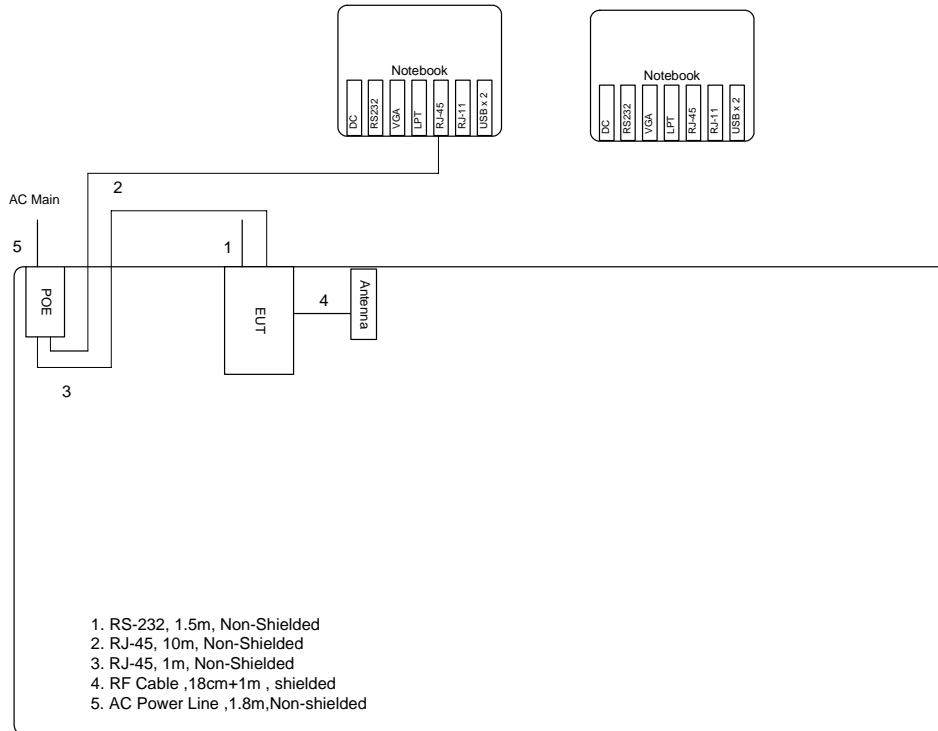 Notebook
DC
RS232
VGA
LPT
RJ-45
RJ-11
USB x 2
Notebook
DC
RS232
VGA
LPT
RJ-45
RJ-11
USB x 2
2
AC Main
5
1
POE
EUT
4
Antenna
3
1. RS-232, 1.5m, Non-Shielded
2. RJ-45, 10m, Non-Shielded
3. RJ-45, 1m, Non-Shielded
4. RF Cable ,18cm+1m , shielded
5. AC Power Line ,1.8m,Non-shielded